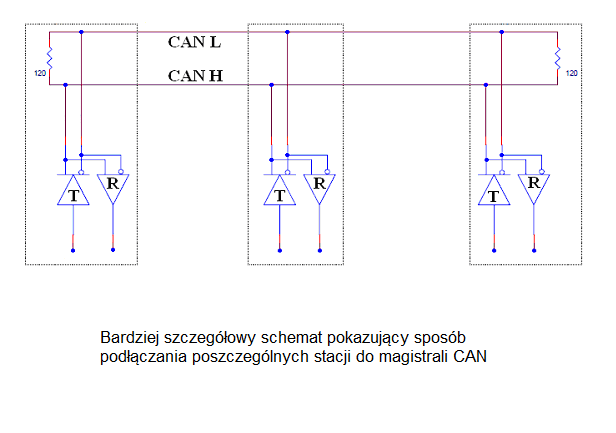 CAN L
120
120
CAN H
T
R
T
R
T
R
Bardziej szczegółowy schemat pokazujący sposób
podłączania poszczególnych stacji do magistrali CAN